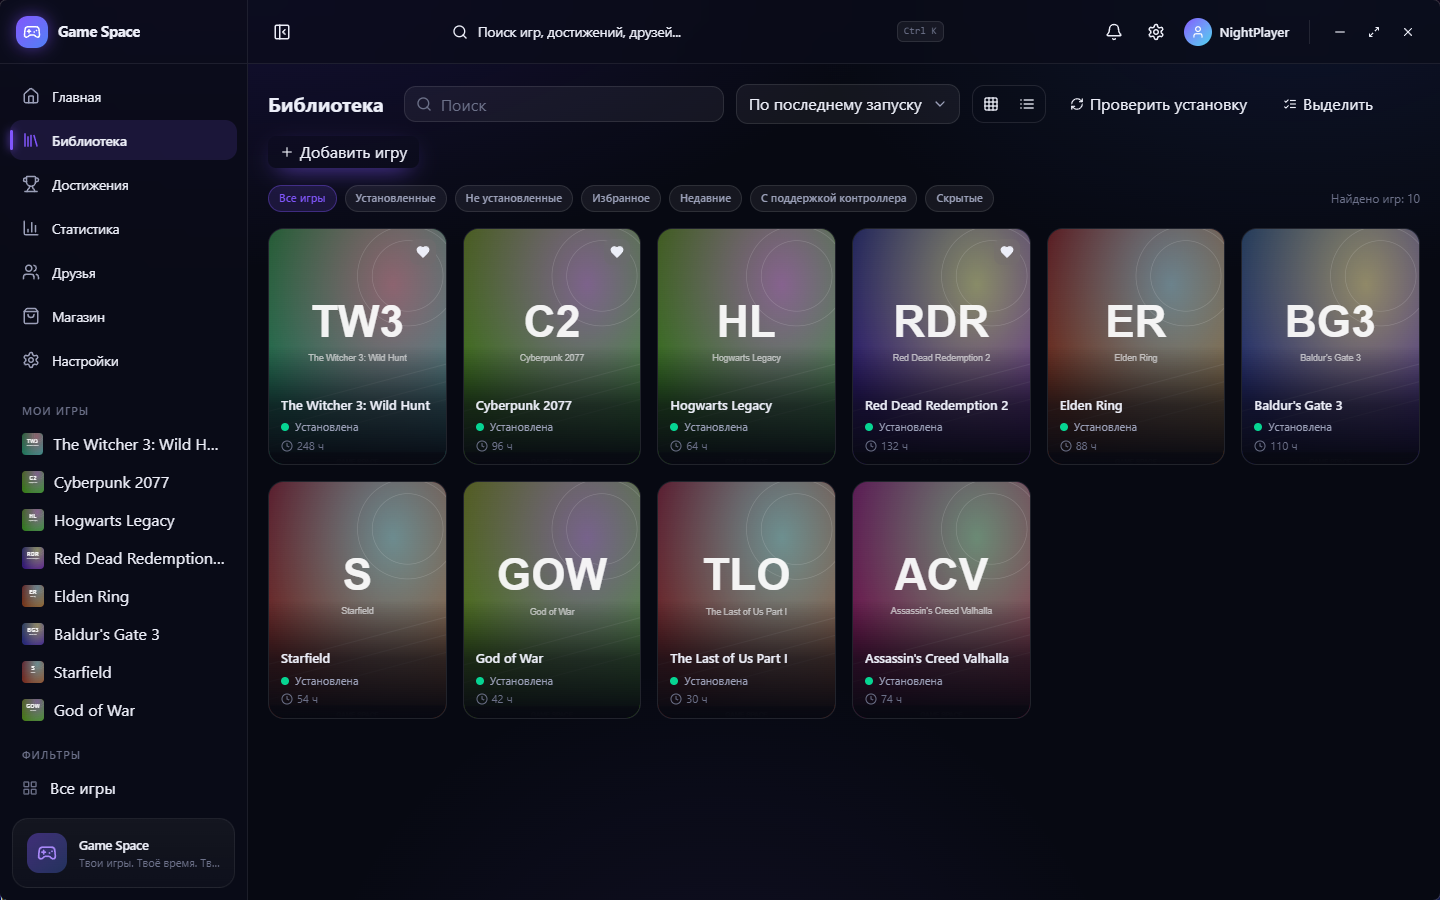 Game Space
Поиск игр, достижений, друзей...
Ctrl K
NightPlayer
Главная
Библиотека
Достижения
Статистика
Друзья
Магазин
Настройки
МОИ ИГРЫ
The Witcher 3: Wild H...
Cyberpunk 2077
Hogwarts Legacy
Red Dead Redemption...
Elden Ring
Baldur's Gate 3
Starfield
God of War
ФИЛЬТРЫ
Все игры
Game Space
Твои игры. Твоё время. Тв...
Библиотека
Поиск
По последнему запуску
Проверить установку
Выделить
+ Добавить игру
Все игры
Установленные
Не установленные
Избранное
Недавние
С поддержкой контроллера
Скрытые
Найдено игр: 10
TW3
The Witcher 3: Wild Hunt
The Witcher 3: Wild Hunt
Установлена
248 ч
C2
Cyberpunk 2077
Cyberpunk 2077
Установлена
96 ч
HL
Hogwarts Legacy
Hogwarts Legacy
Установлена
64 ч
RDR
Red Dead Redemption 2
Red Dead Redemption 2
Установлена
132 ч
ER
Elden Ring
Elden Ring
Установлена
88 ч
BG3
Baldur's Gate 3
Baldur's Gate 3
Установлена
110 ч
S
Starfield
Starfield
Установлена
54 ч
GOW
God of War
God of War
Установлена
42 ч
TLO
The Last of Us Part I
The Last of Us Part I
Установлена
30 ч
ACV
Assassin's Creed Valhalla
Assassin's Creed Valhalla
Установлена
74 ч